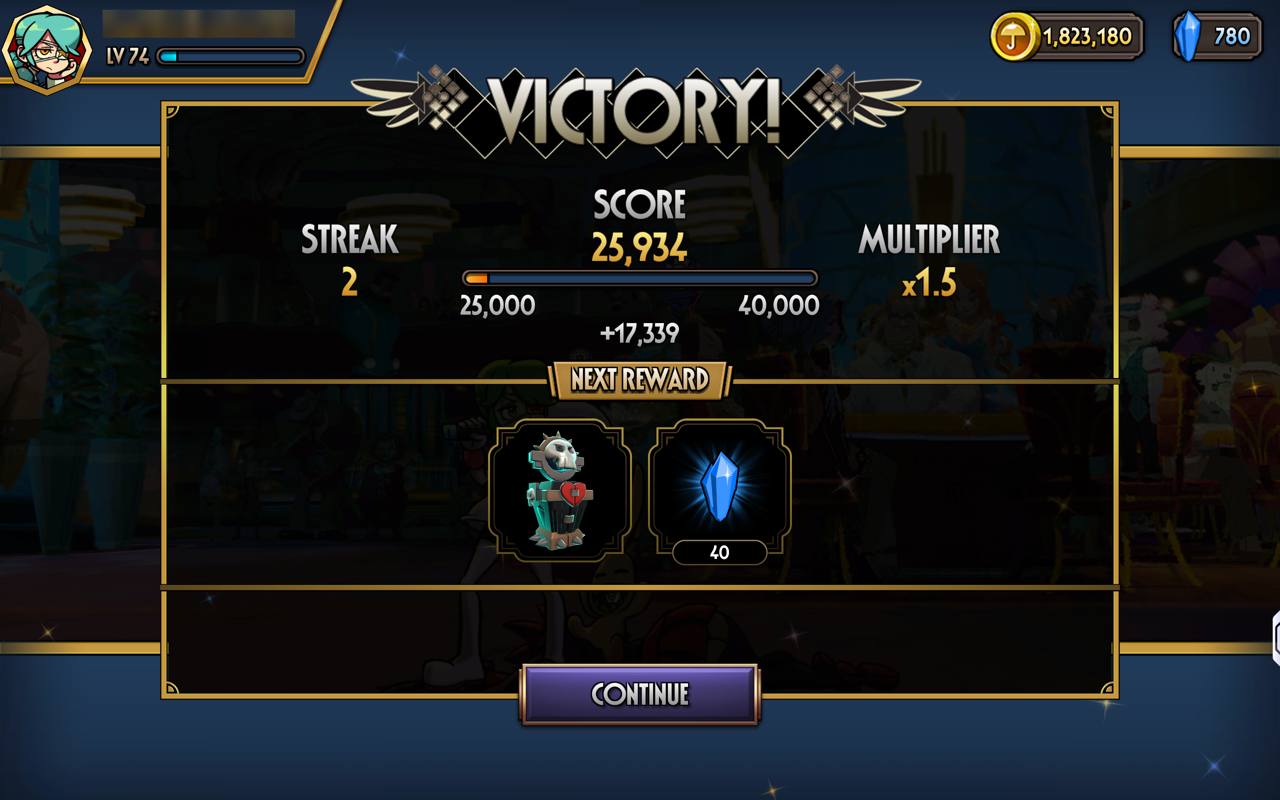 LV 74
1,823,180
780
VICTORY!
STREAK
2
SCORE
25,934
25,000
40,000
+17,339
MULTIPLIER
x1.5
NEXT REWARD
40
CONTINUE